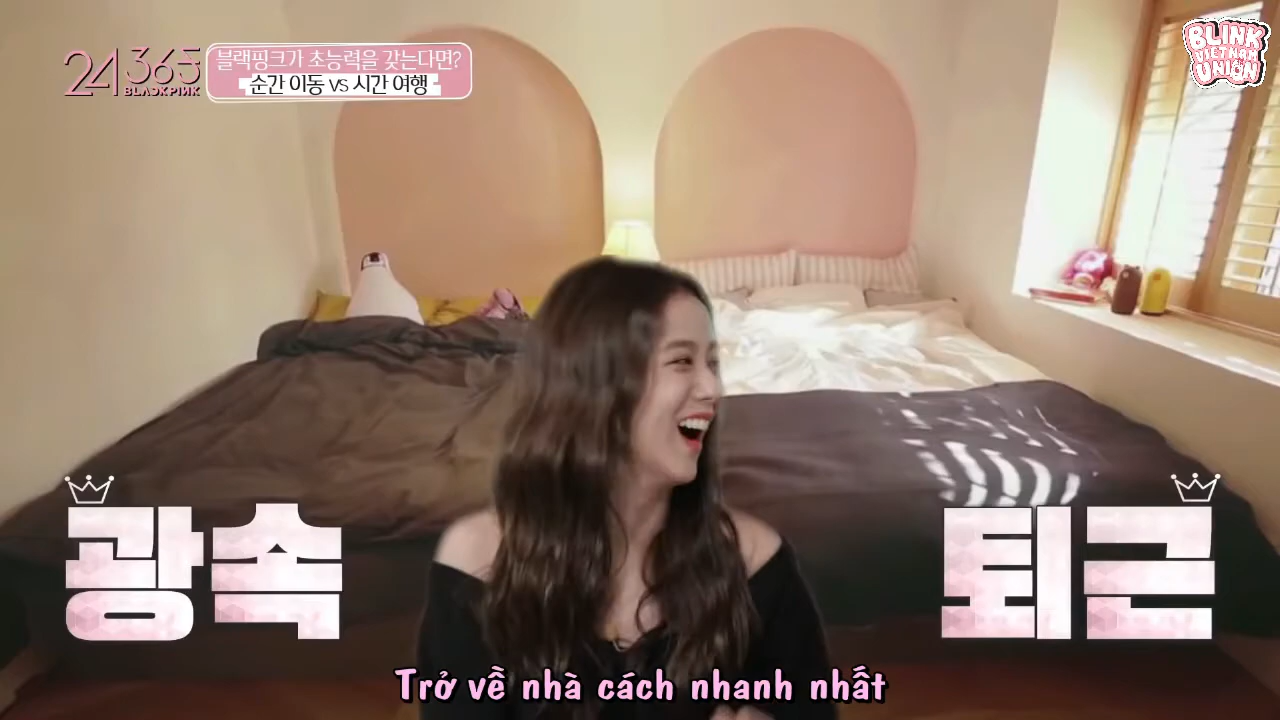 24/365
BLACKPINK
블랙핑크가 초능력을 갖는다면?
순간 이동 vs 시간 여행
BLINK
VIETNAM
UNION
광속
퇴근
Trở về nhà cách nhanh nhất